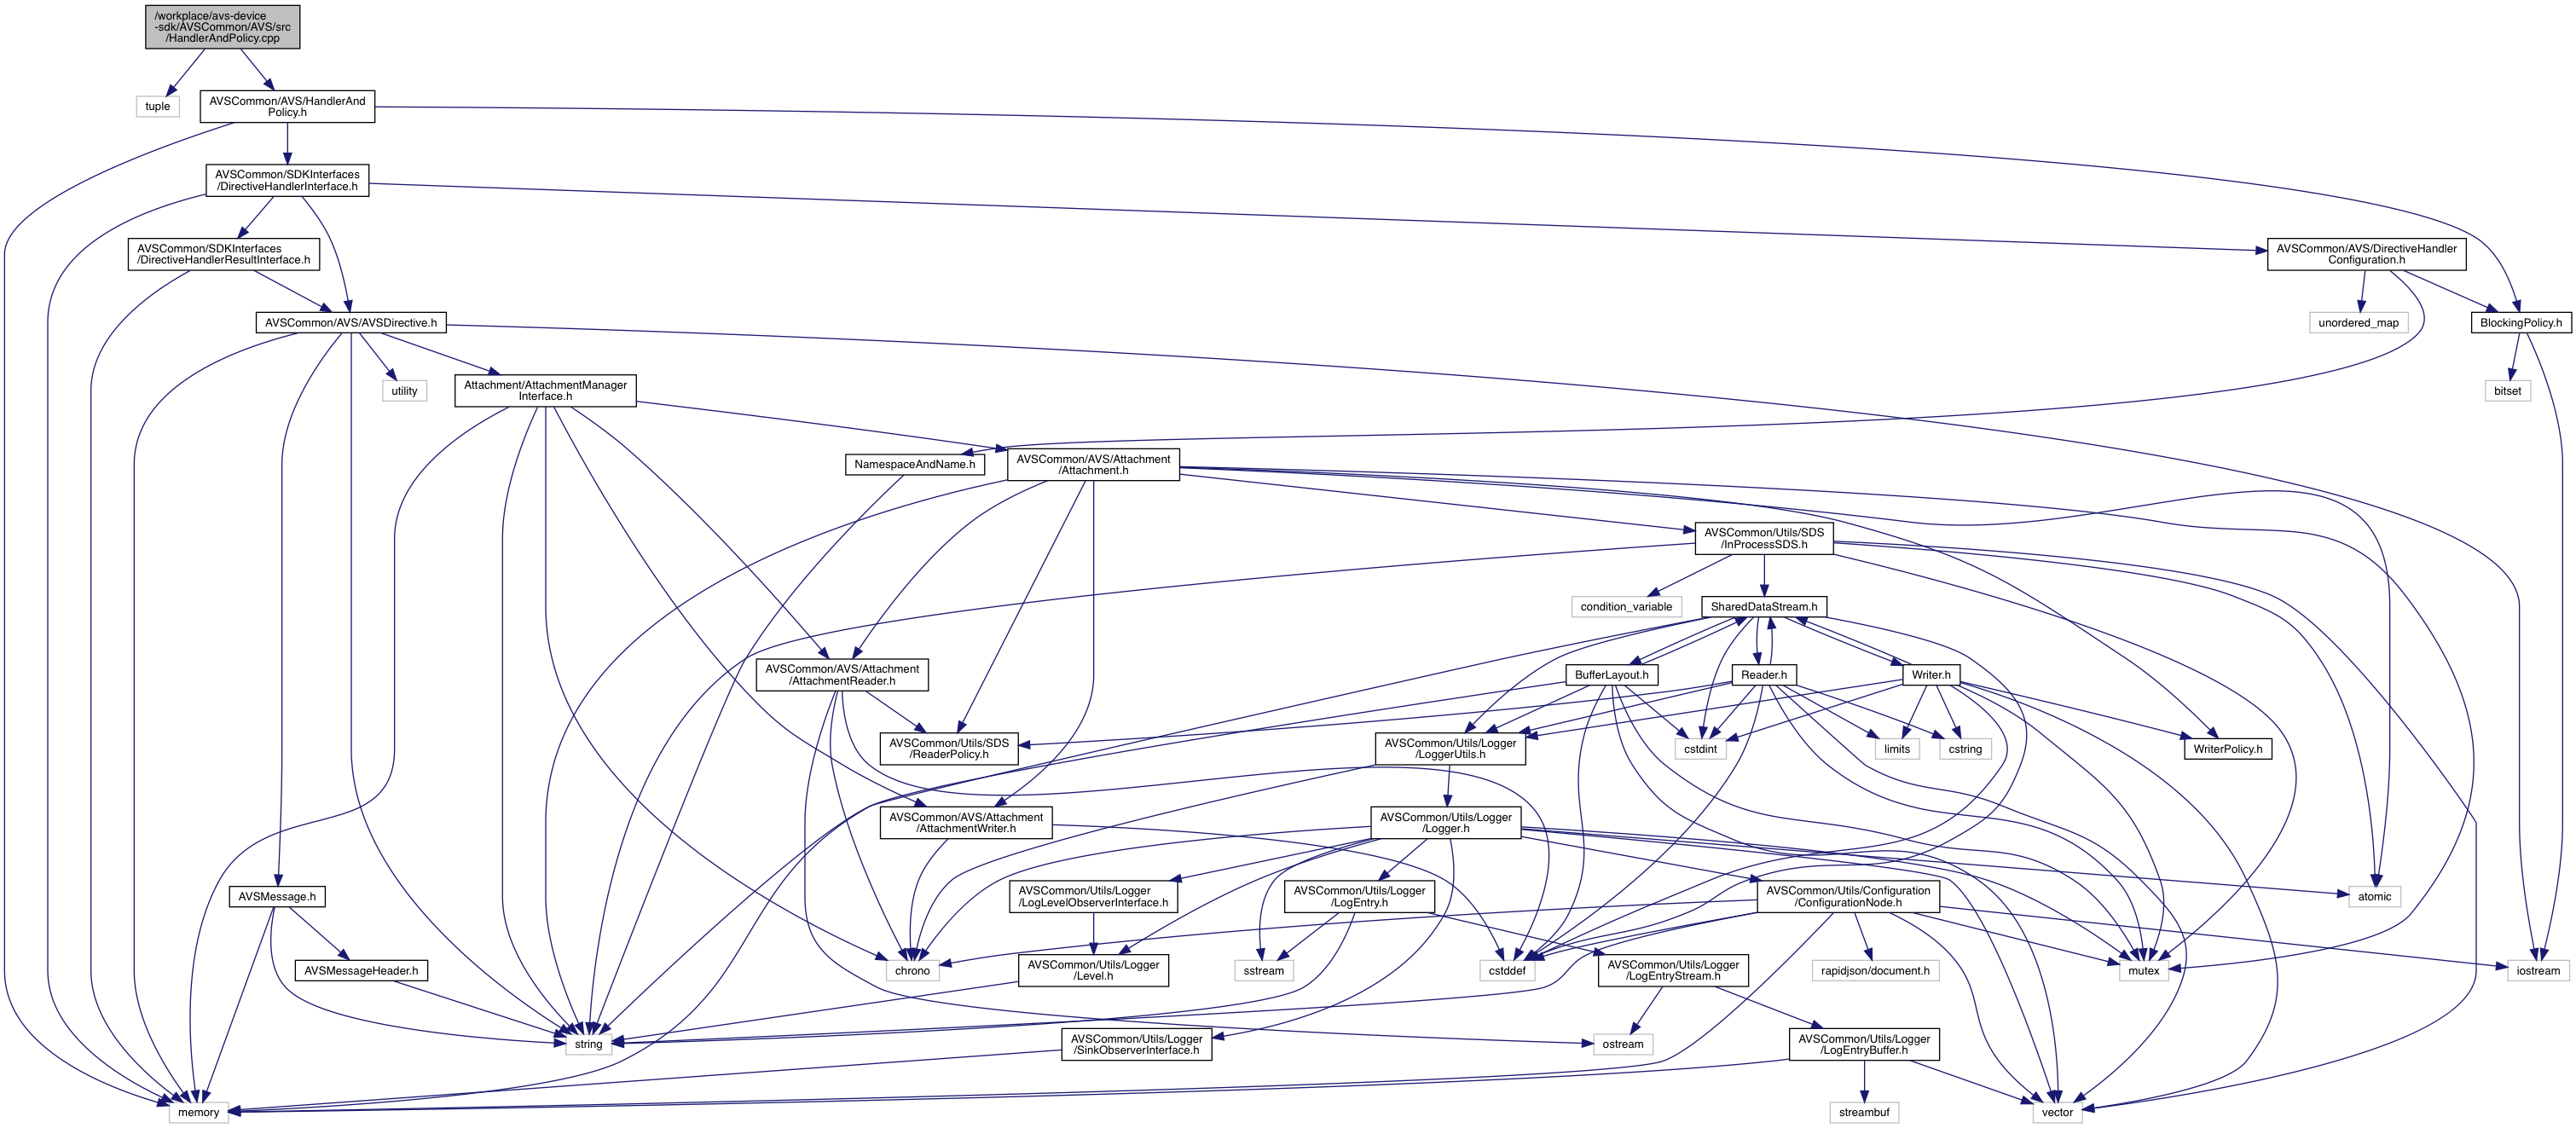 /workplace/avs-device
-sdk/AVSCommon/AVS/src
/HandlerAndPolicy.cpp
tuple
AVSCommon/AVS/HandlerAnd
Policy.h
AVSCommon/SDKInterfaces
/DirectiveHandlerInterface.h
AVSCommon/SDKInterfaces
/DirectiveHandlerResultInterface.h
AVSCommon/AVS/DirectiveHandler
Configuration.h
AVSCommon/AVS/AVSDirective.h
unordered_map
BlockingPolicy.h
utility
Attachment/AttachmentManager
Interface.h
bitset
NamespaceAndName.h
AVSCommon/AVS/Attachment
/Attachment.h
AVSCommon/Utils/SDS
/InProcessSDS.h
condition_variable
SharedDataStream.h
AVSCommon/AVS/Attachment
/AttachmentReader.h
BufferLayout.h
Reader.h
Writer.h
AVSCommon/Utils/SDS
/ReaderPolicy.h
AVSCommon/Utils/Logger
/LoggerUtils.h
cstdint
limits
cstring
WriterPolicy.h
AVSCommon/AVS/Attachment
/AttachmentWriter.h
AVSCommon/Utils/Logger
/Logger.h
AVSMessage.h
AVSCommon/Utils/Logger
/LogLevelObserverInterface.h
AVSCommon/Utils/Logger
/LogEntry.h
AVSCommon/Utils/Configuration
/ConfigurationNode.h
atomic
AVSMessageHeader.h
chrono
AVSCommon/Utils/Logger
/Level.h
sstream
cstddef
AVSCommon/Utils/Logger
/LogEntryStream.h
rapidjson/document.h
mutex
iostream
string
AVSCommon/Utils/Logger
/SinkObserverInterface.h
ostream
AVSCommon/Utils/Logger
/LogEntryBuffer.h
memory
streambuf
vector